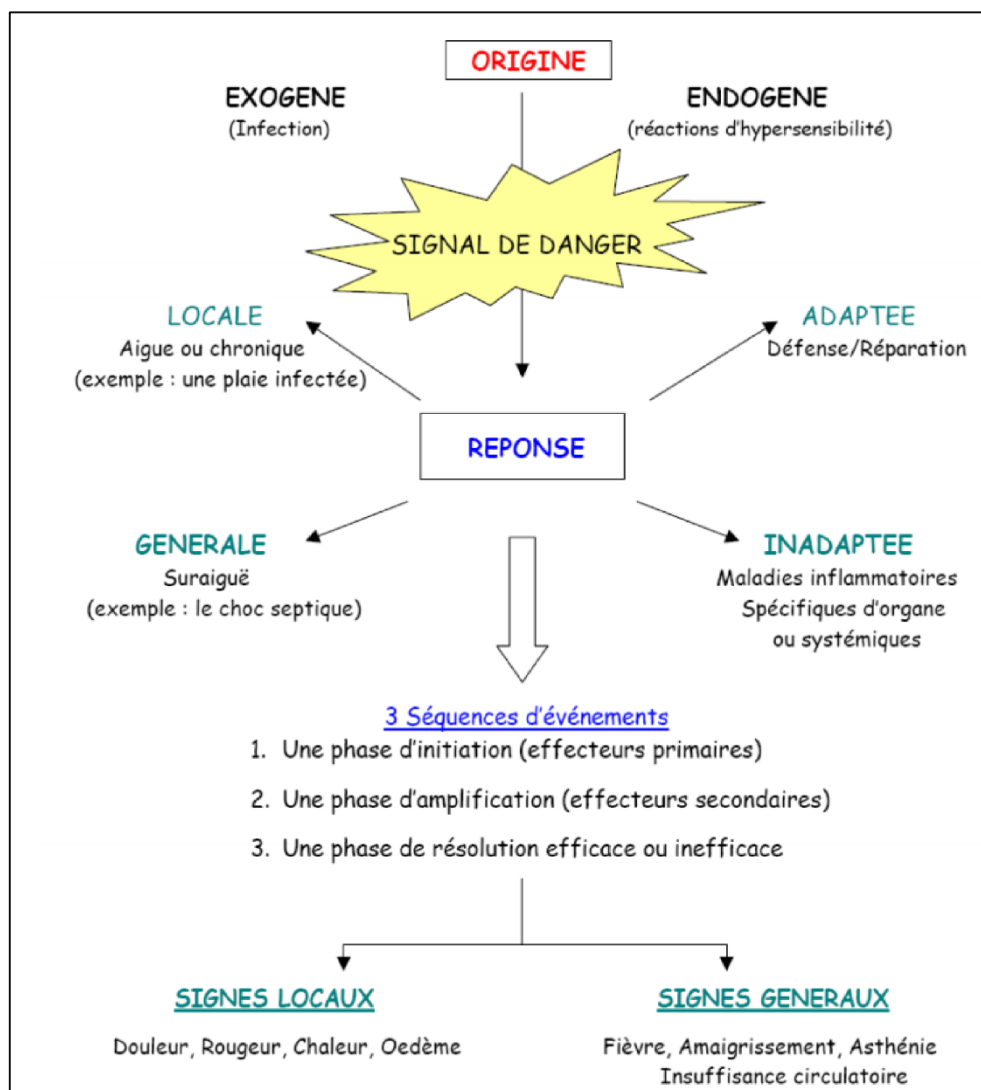 ORIGINE
EXOGENE
(Infection)
ENDOGENE
(réactions d'hypersensibilité)
SIGNAL DE DANGER
LOCALE
Aigue ou chronique
(exemple : une plaie infectée)
ADAPTEE
Défense/Réparation
REPONSE
GENERALE
Suraiguë
(exemple : le choc septique)
INADAPTEE
Maladies inflammatoires
Spécifiques d'organe
ou systémiques
3 Séquences d'événements
1. Une phase d'initiation (effecteurs primaires)
2. Une phase d'amplification (effecteurs secondaires)
3. Une phase de résolution efficace ou inefficace
SIGNES LOCAUX
Douleur, Rougeur, Chaleur, Oedème
SIGNES GENERAUX
Fièvre, Amaigrissement, Asthénie
Insuffisance circulatoire